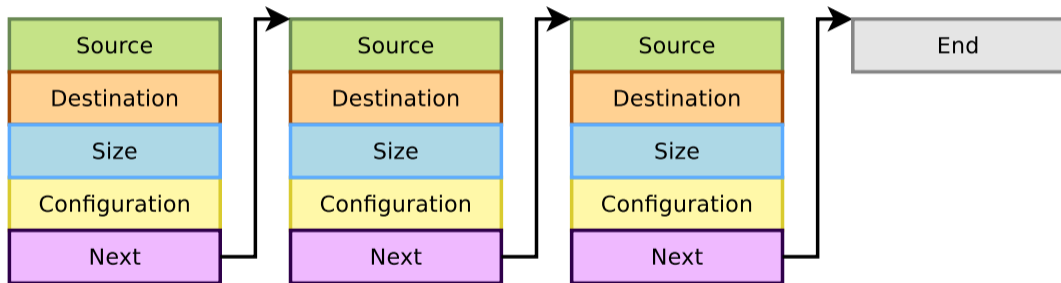 Source
Destination
Size
Configuration
Next
Source
Destination
Size
Configuration
Next
Source
Destination
Size
Configuration
Next
End